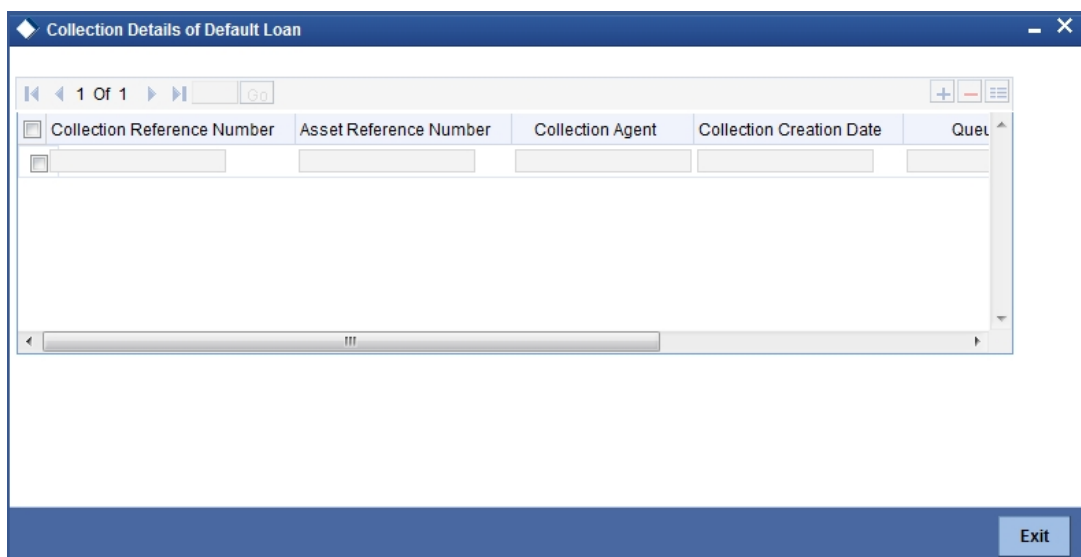 Collection Details of Default Loan
1 Of 1 Go
Collection Reference Number Asset Reference Number Collection Agent Collection Creation Date Queu
Exit